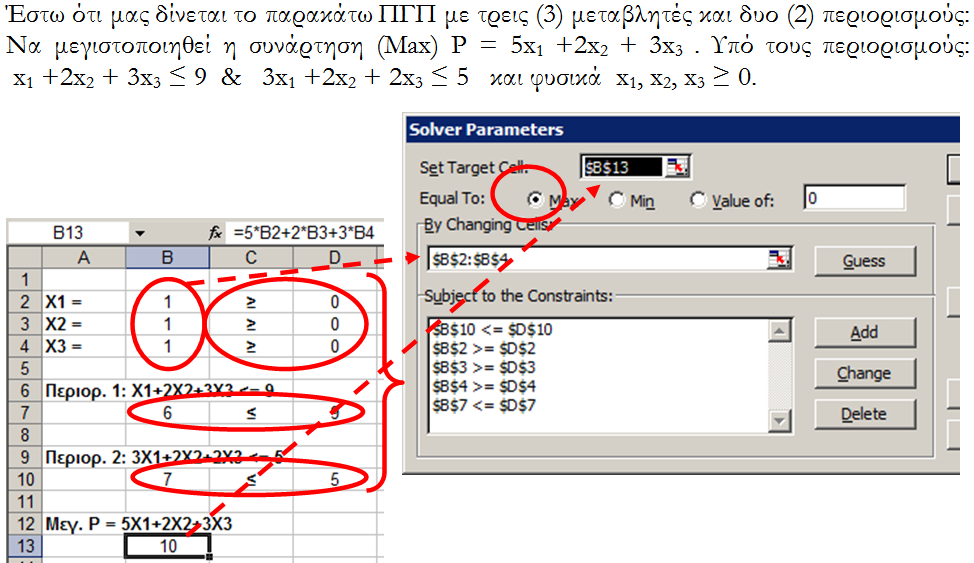 Έστω ότι μας δίνεται το παρακάτω ΠΓΠ με τρεις (3) μεταβλητές και δυο (2) περιορισμούς:
Να μεγιστοποιηθεί η συνάρτηση (Max) P = 5x₁ +2x₂ + 3x₃ . Υπό τους περιορισμούς:
x₁ +2x₂ + 3x₃ ≤ 9 & 3x₁ +2x₂ + 2x₃ ≤ 5 και φυσικά x₁, x₂, x₃ ≥ 0.
Solver Parameters
Set Target Cell: $B$13
Equal To: Max Min Value of: 0
By Changing Cells:
$B$2:$B$4
Guess
Subject to the Constraints:
$B$10 <= $D$10
$B$2 >= $D$2
$B$3 >= $D$3
$B$4 >= $D$4
$B$7 <= $D$7
Add
Change
Delete
B13 fx =5*B2+2*B3+3*B4
A B C D
1
2 X1 = 1 ≥ 0
3 X2 = 1 ≥ 0
4 X3 = 1 ≥ 0
5
6 Περιορ. 1: X1+2X2+3X3 <= 9
7 6 ≤ 9
8
9 Περιορ. 2: 3X1+2X2+2X3 <= 5
10 7 ≤ 5
11
12 Μεγ. P = 5X1+2X2+3X3
13 10